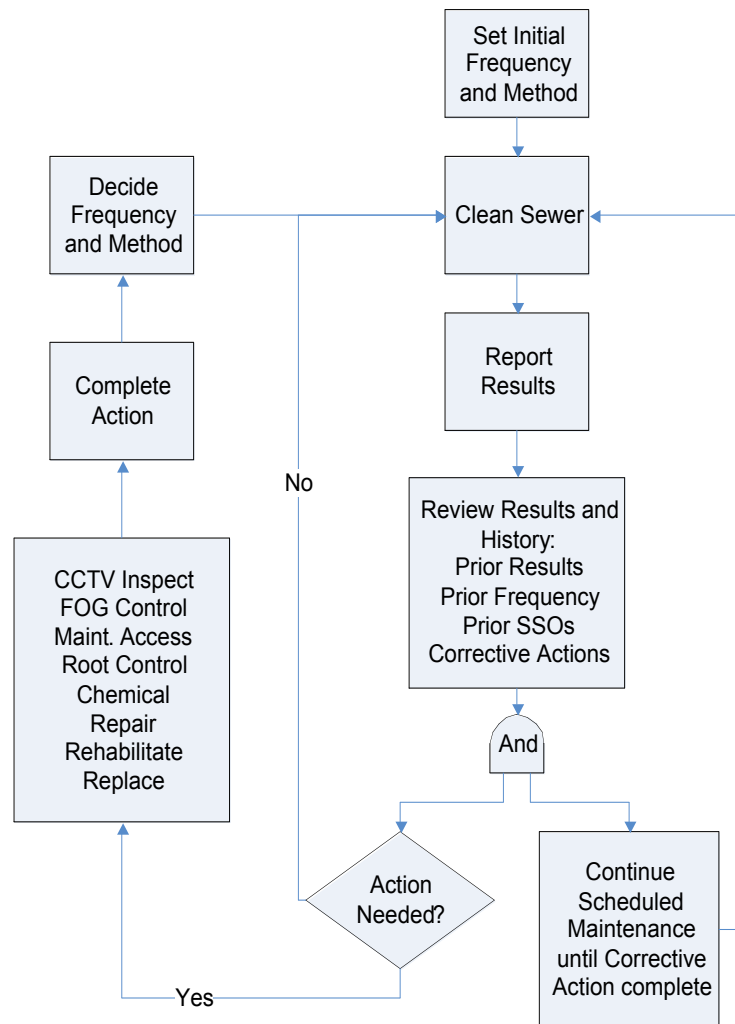 Set Initial
Frequency
and Method
Decide
Frequency
and Method
Clean Sewer
Complete
Action
Report
Results
No
Review Results and
History:
Prior Results
Prior Frequency
Prior SSOs
Corrective Actions
CCTV Inspect
FOG Control
Maint. Access
Root Control
Chemical
Repair
Rehabilitate
Replace
And
Action
Needed?
Continue
Scheduled
Maintenance
until Corrective
Action complete
Yes